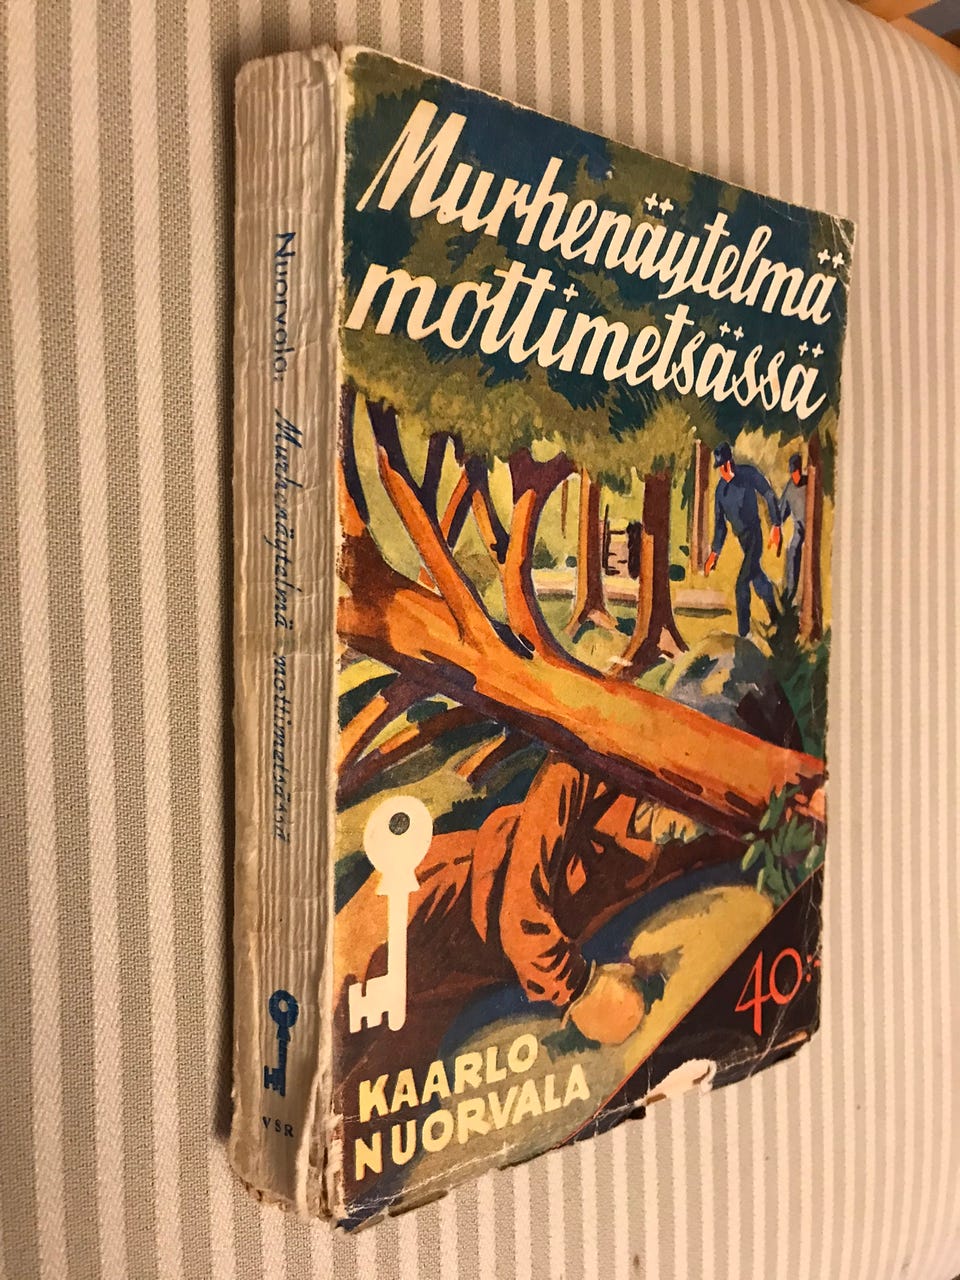 Murhenäytelmä
mottimetsässä
40:-
KAARLO
NUORVALA
Nuorvala: Murhenäytelmä mottimetsässä
VSR